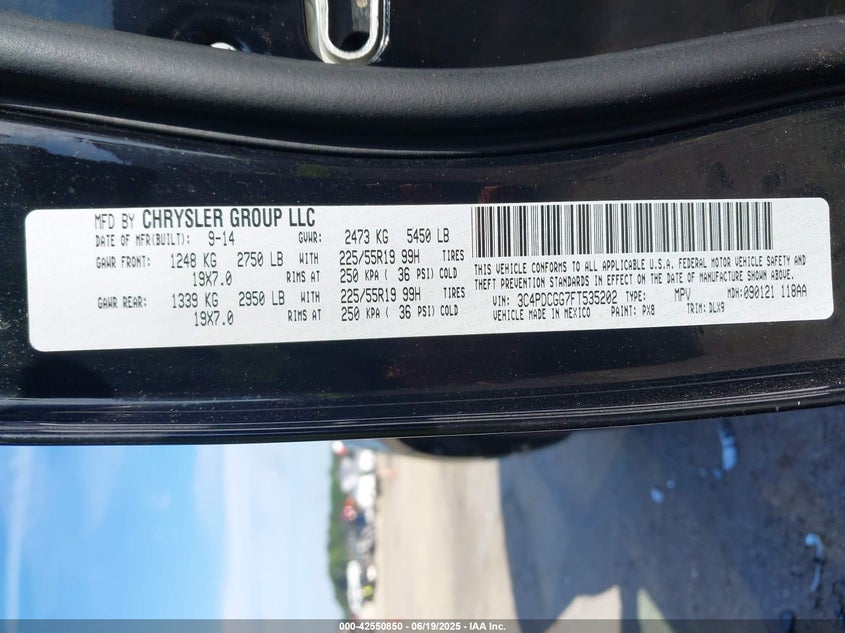 MFD BY CHRYSLER GROUP LLC
DATE OF MFR(BUILT): 9-14 GVWR: 2473 KG 5450 LB
GAWR FRONT: 1248 KG 2750 LB WITH 225/55R19 99H TIRES
19X7.0 RIMS AT 250 KPA ( 36 PSI) COLD
GAWR REAR: 1339 KG 2950 LB WITH 225/55R19 99H TIRES
19X7.0 RIMS AT 250 KPA ( 36 PSI) COLD
THIS VEHICLE CONFORMS TO ALL APPLICABLE U.S.A. FEDERAL MOTOR VEHICLE SAFETY AND
THEFT PREVENTION STANDARDS IN EFFECT ON THE DATE OF MANUFACTURE SHOWN ABOVE.
VIN: 3C4PDCGG7FT535202 TYPE: MPV MDH:090121 118AA
VEHICLE MADE IN MEXICO PAINT: PX8 TRIM: DLX9
000-42550850 | 06/19/2025 | IAA Inc.